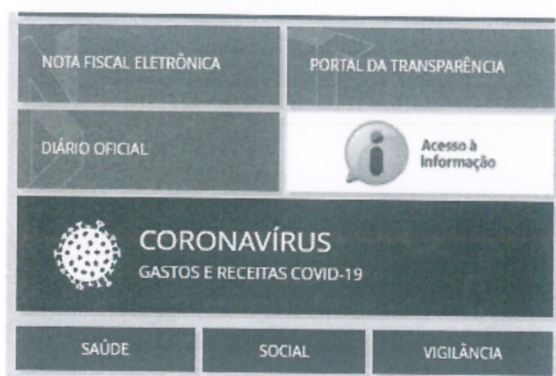 NOTA FISCAL ELETRÔNICA
PORTAL DA TRANSPARÊNCIA
DIÁRIO OFICIAL
Acesso à
Informação
CORONAVÍRUS
GASTOS E RECEITAS COVID-19
SAÚDE
SOCIAL
VIGILÂNCIA